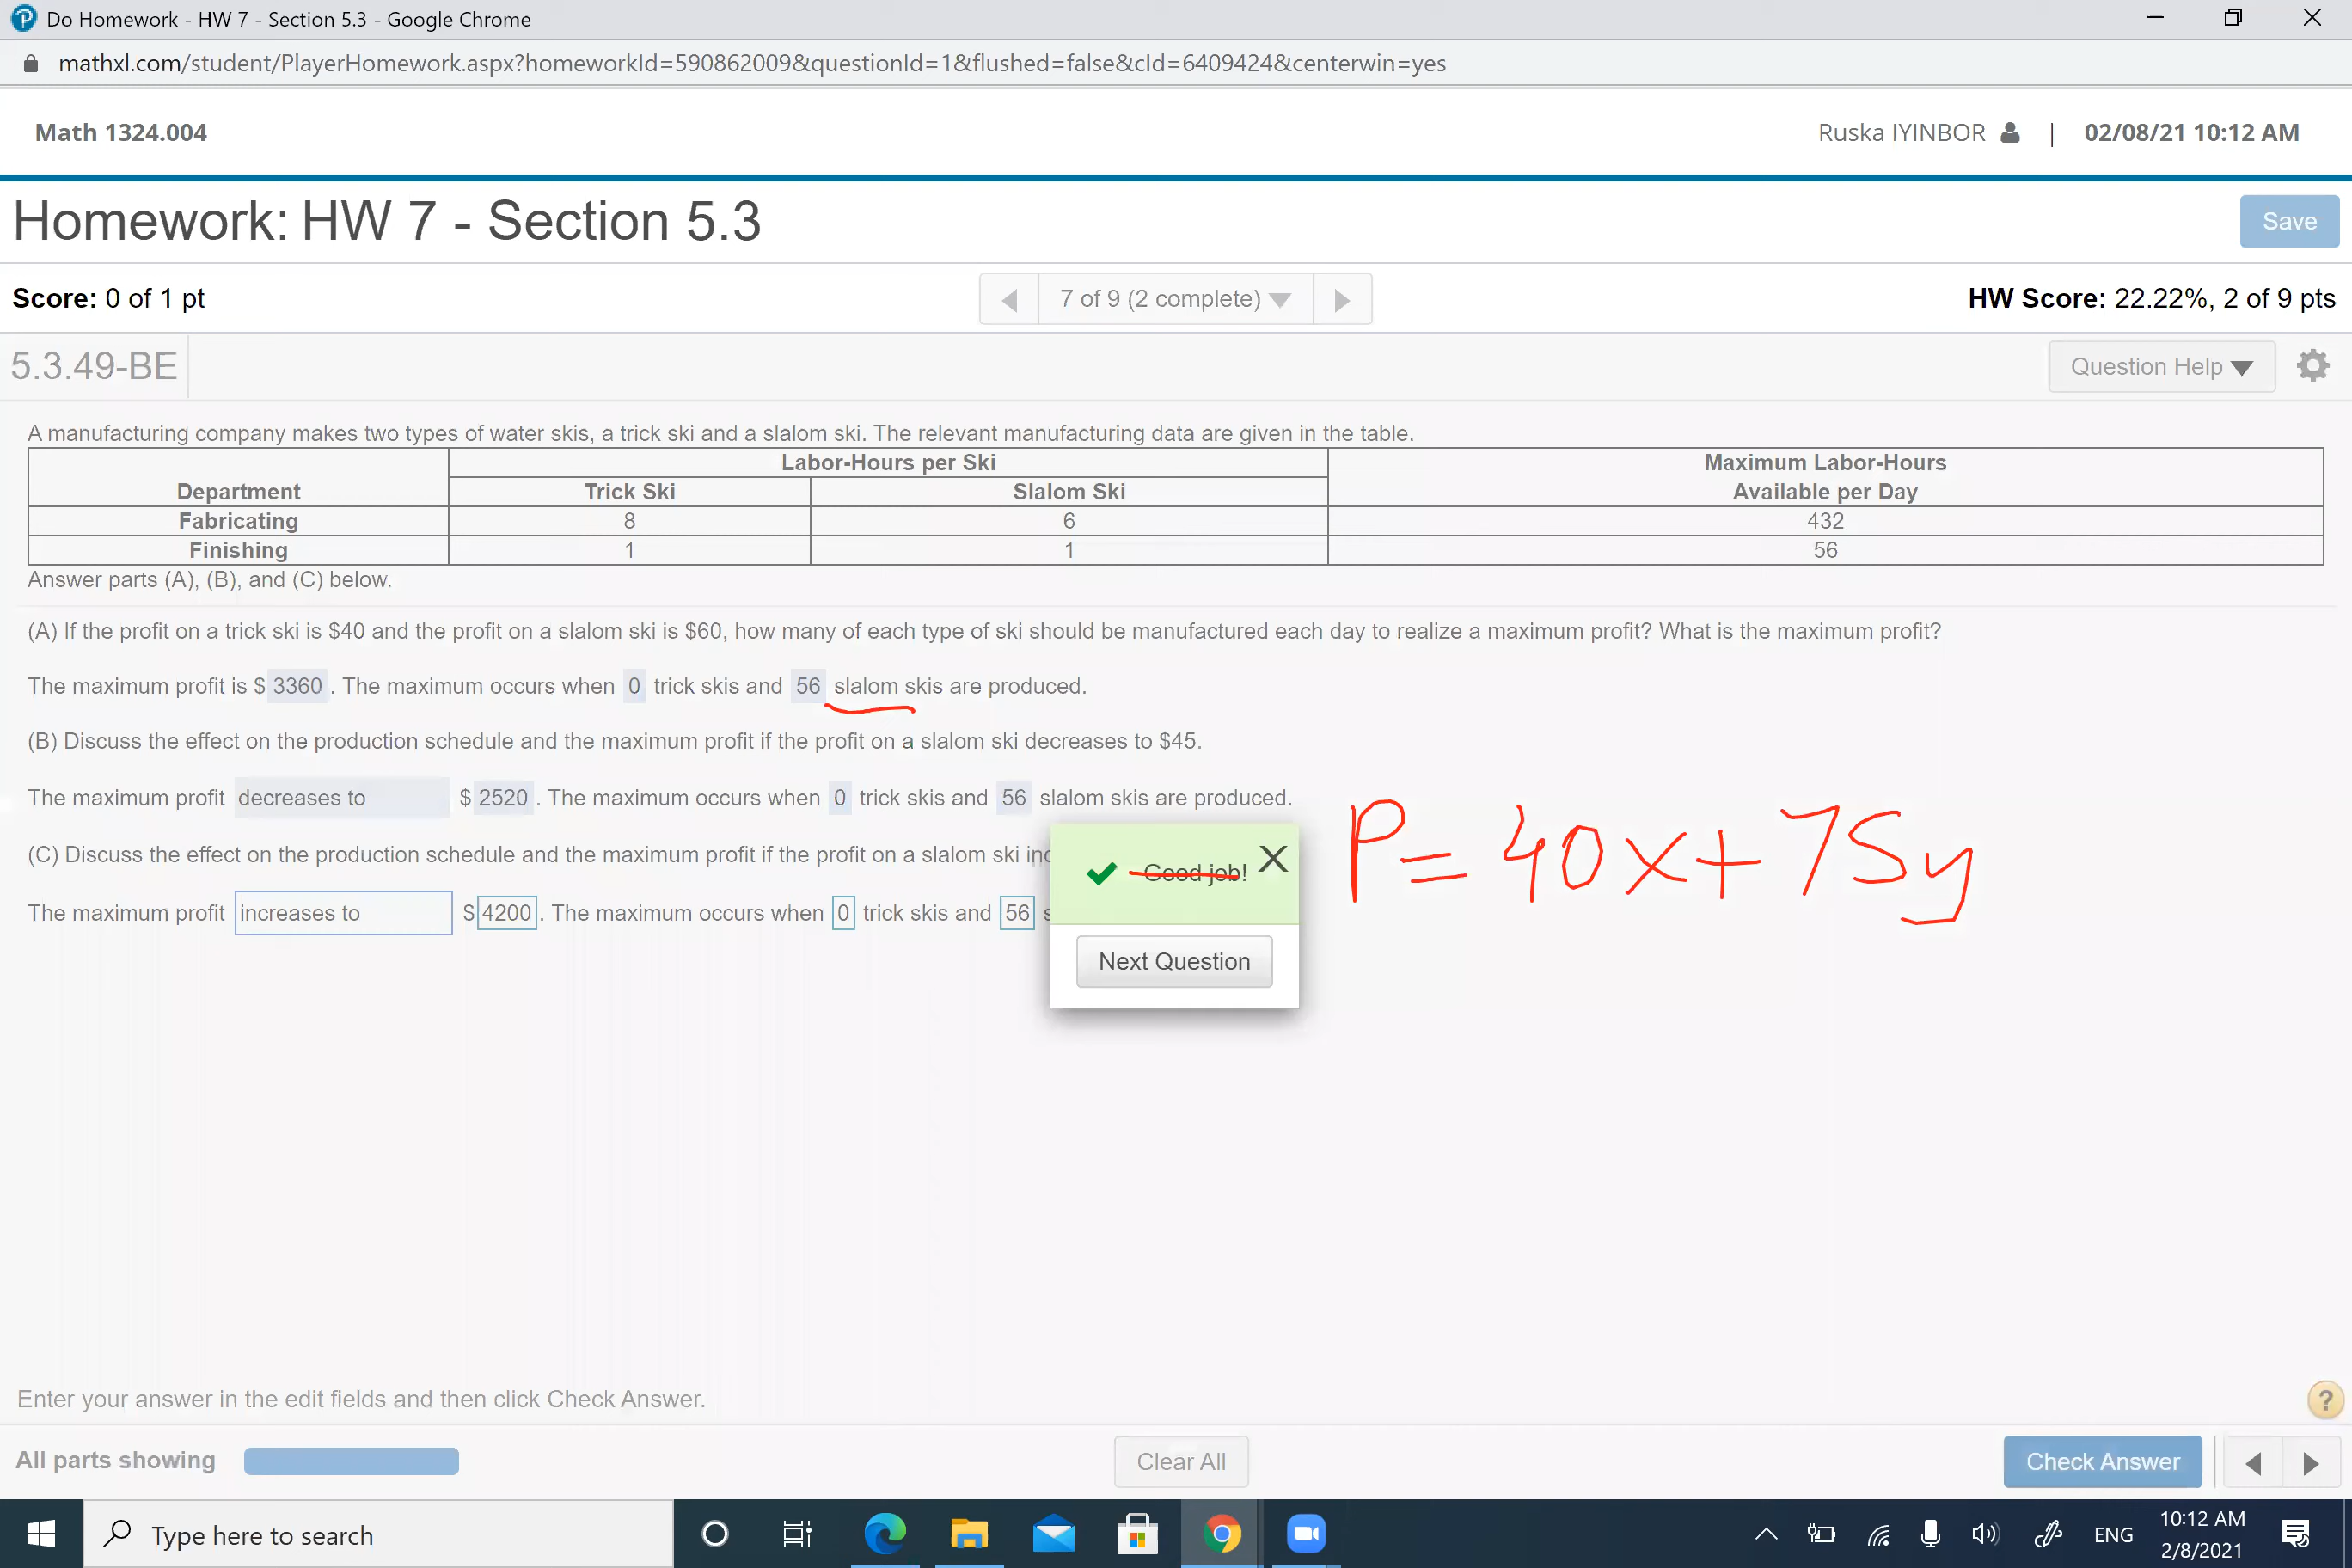 Do Homework - HW 7 - Section 5.3 - Google Chrome
mathxl.com/student/PlayerHomework.aspx?homeworkId=590862009&questionId=1&flushed=false&cId=6409424&centerwin=yes
Math 1324.004
Ruska IYINBOR | 02/08/21 10:12 AM
Homework: HW 7 - Section 5.3
Save
Score: 0 of 1 pt
7 of 9 (2 complete)
HW Score: 22.22%, 2 of 9 pts
5.3.49-BE
Question Help
A manufacturing company makes two types of water skis, a trick ski and a slalom ski. The relevant manufacturing data are given in the table.
Labor-Hours per Ski
Maximum Labor-Hours
Department Trick Ski Slalom Ski Available per Day
Fabricating 8 6 432
Finishing 1 1 56
Answer parts (A), (B), and (C) below.
(A) If the profit on a trick ski is $40 and the profit on a slalom ski is $60, how many of each type of ski should be manufactured each day to realize a maximum profit? What is the maximum profit?
The maximum profit is $ 3360 . The maximum occurs when 0 trick skis and 56 slalom skis are produced.
(B) Discuss the effect on the production schedule and the maximum profit if the profit on a slalom ski decreases to $45.
The maximum profit decreases to $ 2520 . The maximum occurs when 0 trick skis and 56 slalom skis are produced.
(C) Discuss the effect on the production schedule and the maximum profit if the profit on a slalom ski inc
The maximum profit increases to $ 4200 . The maximum occurs when 0 trick skis and 56 s
Good job!
Next Question
P= 40x+75y
Enter your answer in the edit fields and then click Check Answer.
?
All parts showing
Clear All
Check Answer
Type here to search
ENG
10:12 AM
2/8/2021